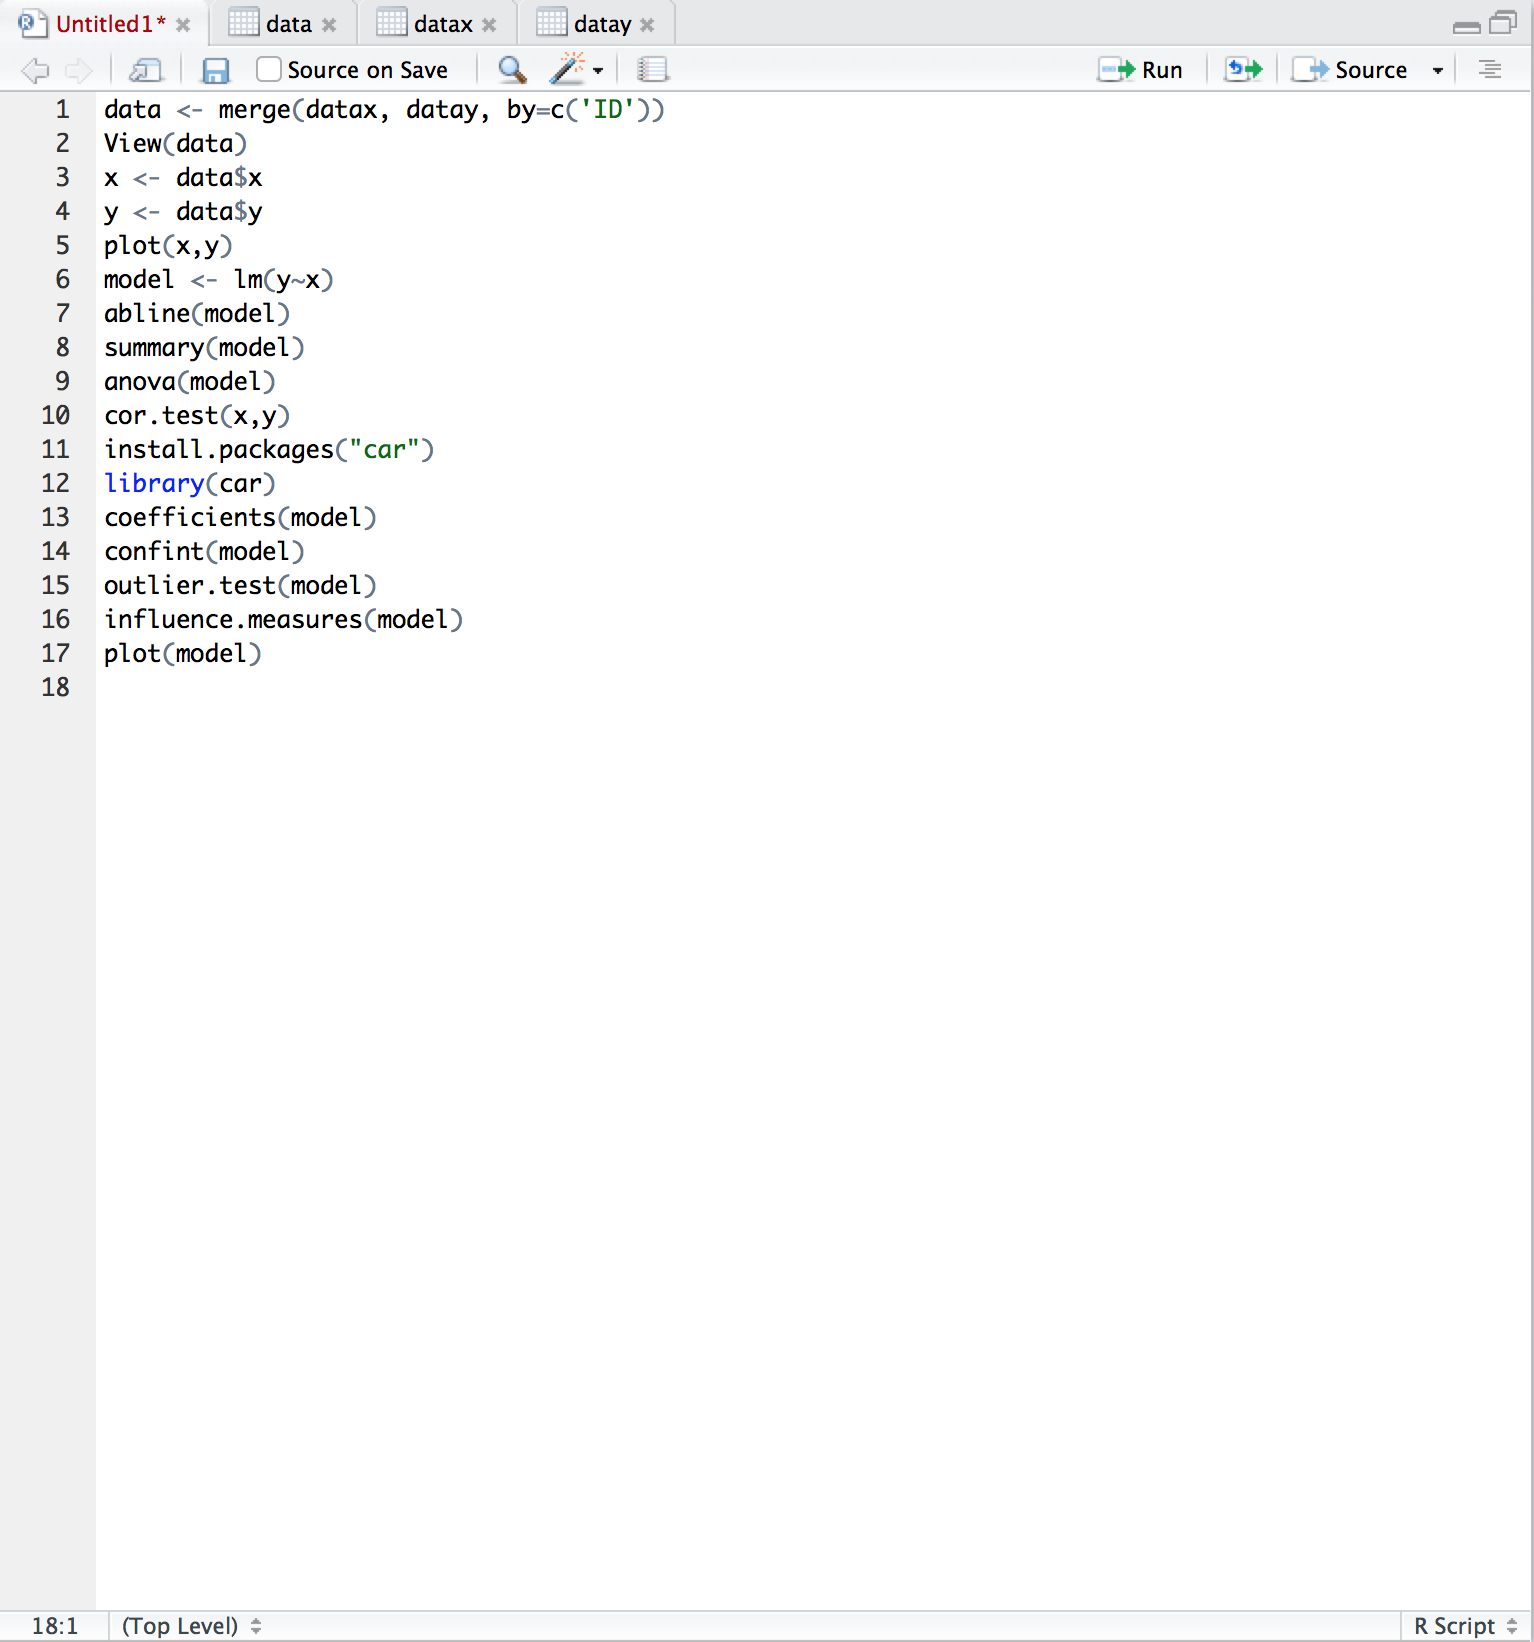 Untitled1* data datax datay
Source on Save Run Source
1 data <- merge(datax, datay, by=c('ID'))
2 View(data)
3 x <- data$x
4 y <- data$y
5 plot(x,y)
6 model <- lm(y~x)
7 abline(model)
8 summary(model)
9 anova(model)
10 cor.test(x,y)
11 install.packages("car")
12 library(car)
13 coefficients(model)
14 confint(model)
15 outlier.test(model)
16 influence.measures(model)
17 plot(model)
18
18:1 (Top Level) R Script